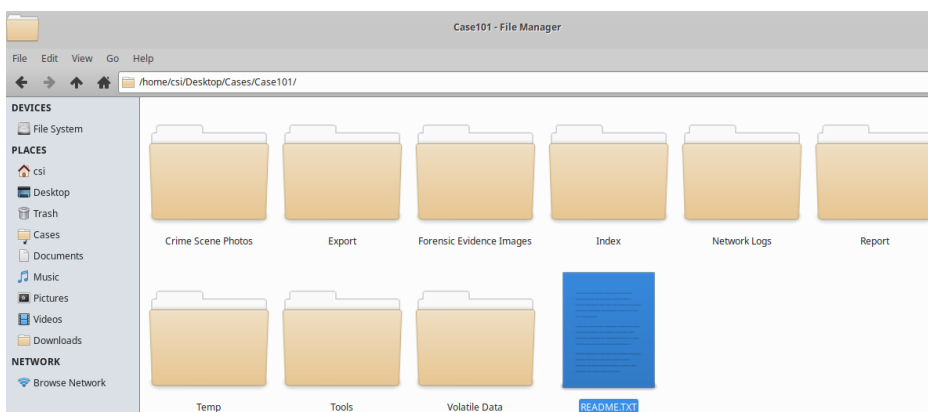 Case101 - File Manager
File Edit View Go Help
/home/csi/Desktop/Cases/Case101/
DEVICES
File System
PLACES
csi
Desktop
Trash
Cases
Documents
Music
Pictures
Videos
Downloads
NETWORK
Browse Network
Crime Scene Photos Export Forensic Evidence Images Index Network Logs Report
Temp Tools Volatile Data README.TXT